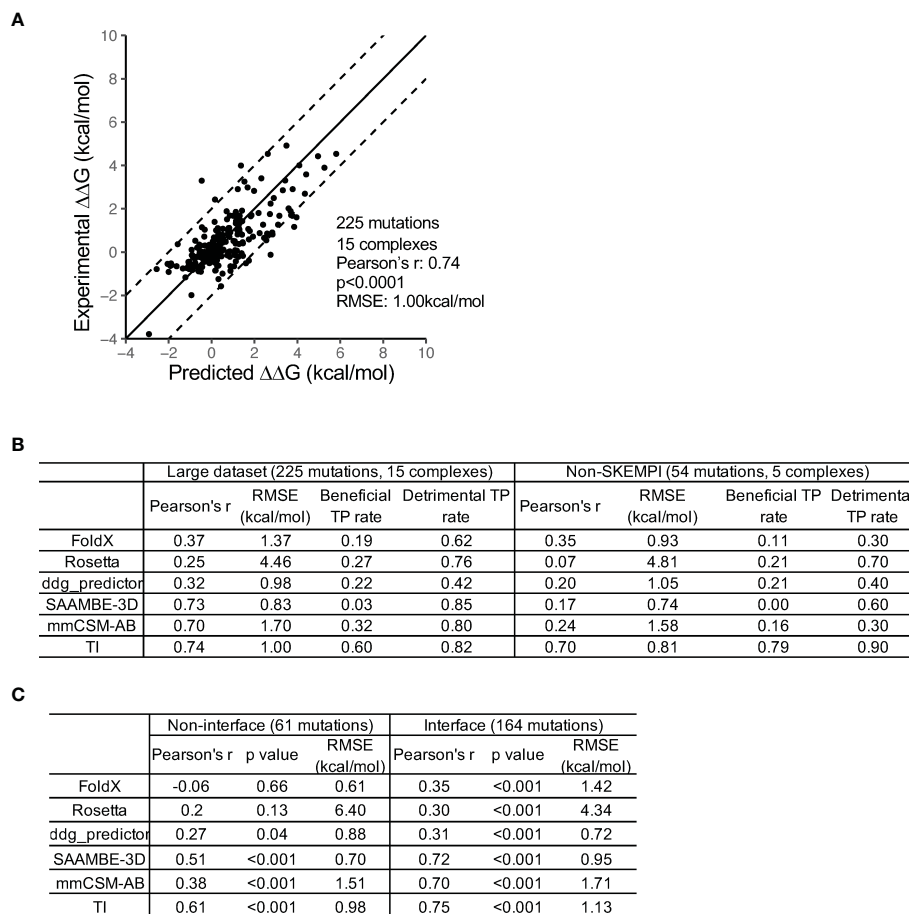 A
Experimental ΔΔG (kcal/mol)
10
8
6
4
2
0
−2
−4
−4 −2 0 2 4 6 8 10
Predicted ΔΔG (kcal/mol)
225 mutations
15 complexes
Pearson's r: 0.74
p<0.0001
RMSE: 1.00kcal/mol
B
Large dataset (225 mutations, 15 complexes) Non-SKEMPI (54 mutations, 5 complexes)
Pearson's r RMSE (kcal/mol) Beneficial TP rate Detrimental TP rate Pearson's r RMSE (kcal/mol) Beneficial TP rate Detrimenta TP rate
FoldX 0.37 1.37 0.19 0.62 0.35 0.93 0.11 0.30
Rosetta 0.25 4.46 0.27 0.76 0.07 4.81 0.21 0.70
ddg_predictor 0.32 0.98 0.22 0.42 0.20 1.05 0.21 0.40
SAAMBE-3D 0.73 0.83 0.03 0.85 0.17 0.74 0.00 0.60
mmCSM-AB 0.70 1.70 0.32 0.80 0.24 1.58 0.16 0.30
TI 0.74 1.00 0.60 0.82 0.70 0.81 0.79 0.90
C
Non-interface (61 mutations) Interface (164 mutations)
Pearson's r p value RMSE (kcal/mol) Pearson's r p value RMSE (kcal/mol)
FoldX -0.06 0.66 0.61 0.35 <0.001 1.42
Rosetta 0.2 0.13 6.40 0.30 <0.001 4.34
ddg_predictor 0.27 0.04 0.88 0.31 <0.001 0.72
SAAMBE-3D 0.51 <0.001 0.70 0.72 <0.001 0.95
mmCSM-AB 0.38 <0.001 1.51 0.70 <0.001 1.71
TI 0.61 <0.001 0.98 0.75 <0.001 1.13